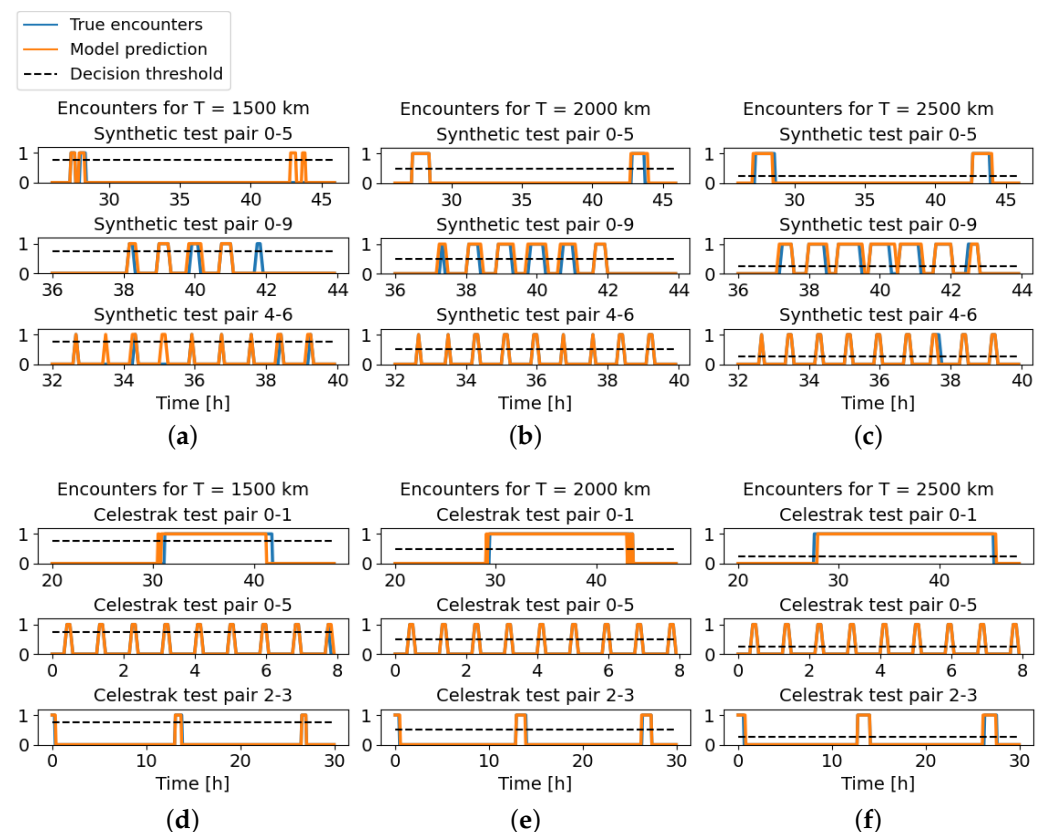 True encounters
Model prediction
Decision threshold
Encounters for T = 1500 km
Synthetic test pair 0-5
1
0
30 35 40 45
Synthetic test pair 0-9
1
0
36 38 40 42 44
Synthetic test pair 4-6
1
0
32 34 36 38 40
Time [h]
(a)
Encounters for T = 2000 km
Synthetic test pair 0-5
1
0
30 35 40 45
Synthetic test pair 0-9
1
0
36 38 40 42 44
Synthetic test pair 4-6
1
0
32 34 36 38 40
Time [h]
(b)
Encounters for T = 2500 km
Synthetic test pair 0-5
1
0
30 35 40 45
Synthetic test pair 0-9
1
0
36 38 40 42 44
Synthetic test pair 4-6
1
0
32 34 36 38 40
Time [h]
(c)
Encounters for T = 1500 km
Celestrak test pair 0-1
1
0
20 30 40
Celestrak test pair 0-5
1
0
0 2 4 6 8
Celestrak test pair 2-3
1
0
0 10 20 30
Time [h]
(d)
Encounters for T = 2000 km
Celestrak test pair 0-1
1
0
20 30 40
Celestrak test pair 0-5
1
0
0 2 4 6 8
Celestrak test pair 2-3
1
0
0 10 20 30
Time [h]
(e)
Encounters for T = 2500 km
Celestrak test pair 0-1
1
0
20 30 40
Celestrak test pair 0-5
1
0
0 2 4 6 8
Celestrak test pair 2-3
1
0
0 10 20 30
Time [h]
(f)